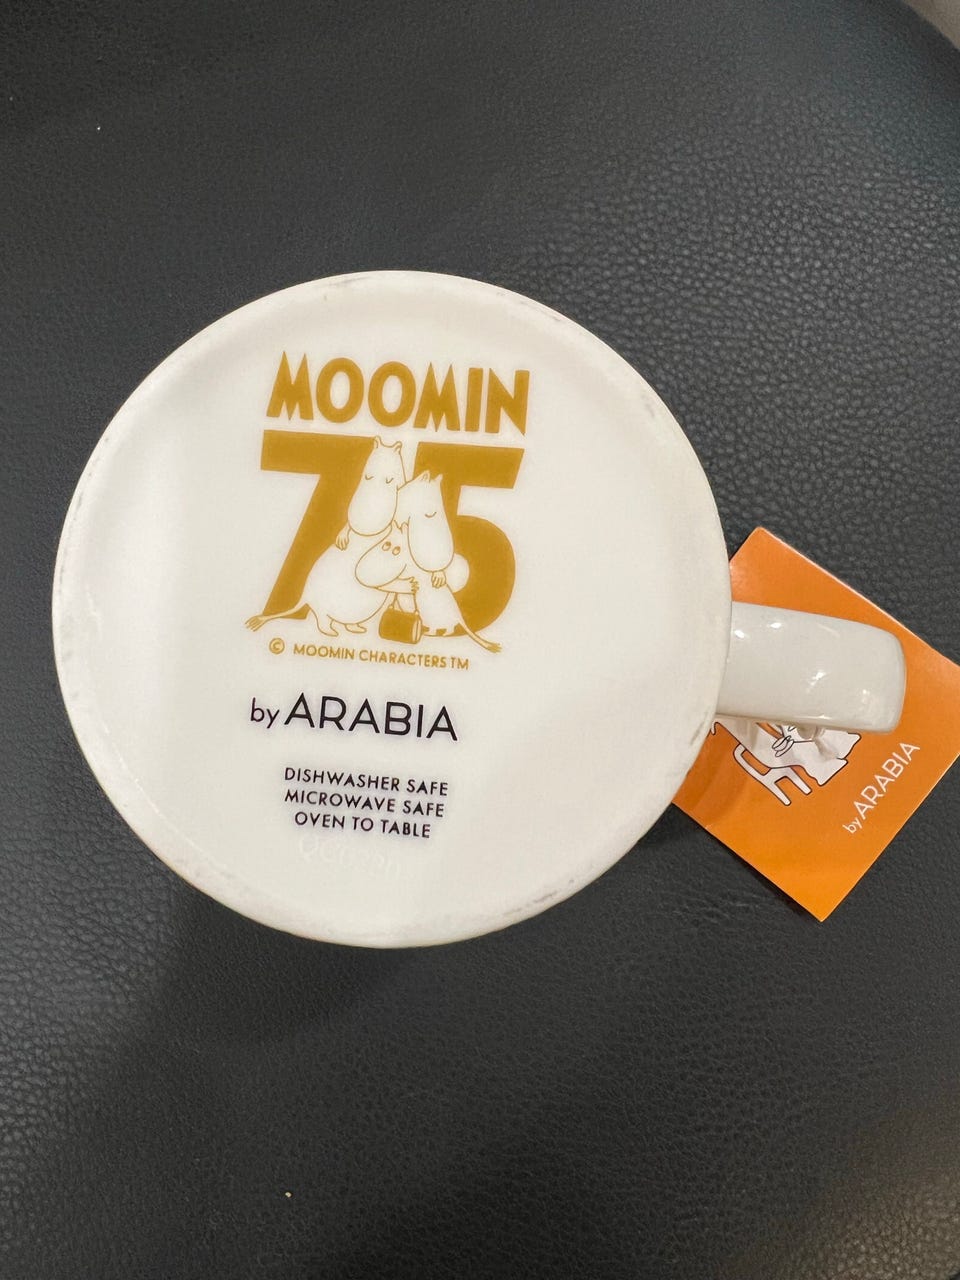 MOOMIN
75
© MOOMIN CHARACTERS TM
by ARABIA
DISHWASHER SAFE
MICROWAVE SAFE
OVEN TO TABLE
by ARABIA